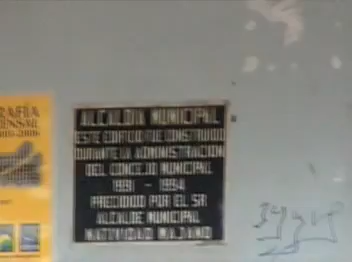 ALCALDIA MUNICIPAL
ESTE EDIFICIO FUE CONSTRUIDO
DURANTE LA ADMINISTRACION
DEL CONCEJO MUNICIPAL
1991 - 1994
PRECIDIDO POR EL SR
ALCALDE MUNICIPAL
NATIVIDAD